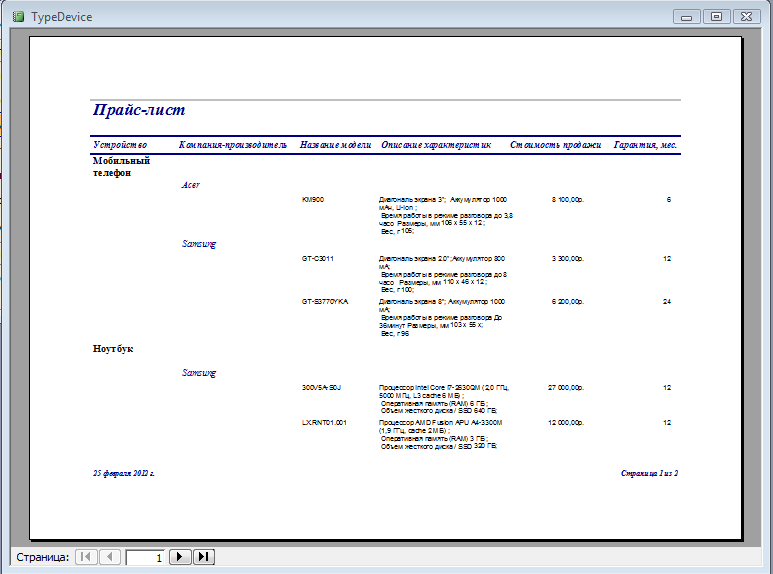 TypeDevice
Прайс-лист
Устройство Компания-производитель Название модели Описание характеристик Стоимость продажи Гарантия, мес.
Мобильный
телефон
Acer
KM900 Диагональ экрана 3"; Аккумулятор 1000 8 100,00р. 6
мАч, Li-Ion ;
Время работы в режиме разговора до 3,8
часо Размеры, мм 106 x 55 x 12;
Вес, г 105;
Samsung
GT-C3011 Диагональ экрана 2.0";Аккумулятор 800 3 300,00р. 12
мА;
Время работы в режиме разговора до 8
часо Размеры, мм 110 x 46 x 12;
Вес, г 100;
GT-S3770YKA Диагональ экрана 8"; Аккумулятор 1000 6 200,00р. 24
мА;
Время работы в режиме разговора До
36минут Размеры, мм 103 x 55 x;
Вес, г 96
Ноутбук
Samsung
300V5A-S0J Процессор Intel Core i7-2630QM (2,0 ГГц, 27 000,00р. 12
5000 МГц, L3 cache 6 МБ) ;
Оперативная память (RAM) 6 ГБ;
Объем жесткого диска / SSD 640 ГБ;
LX.RNT01.001 Процессор AMD Fusion APU A4-3300M 12 000,00р. 12
(1,9 ГГц, cache 2 МБ) ;
Оперативная память (RAM) 3 ГБ;
Объем жесткого диска / SSD 320 ГБ;
25 февраля 2012 г. Страница 1 из 2
Страница: 1